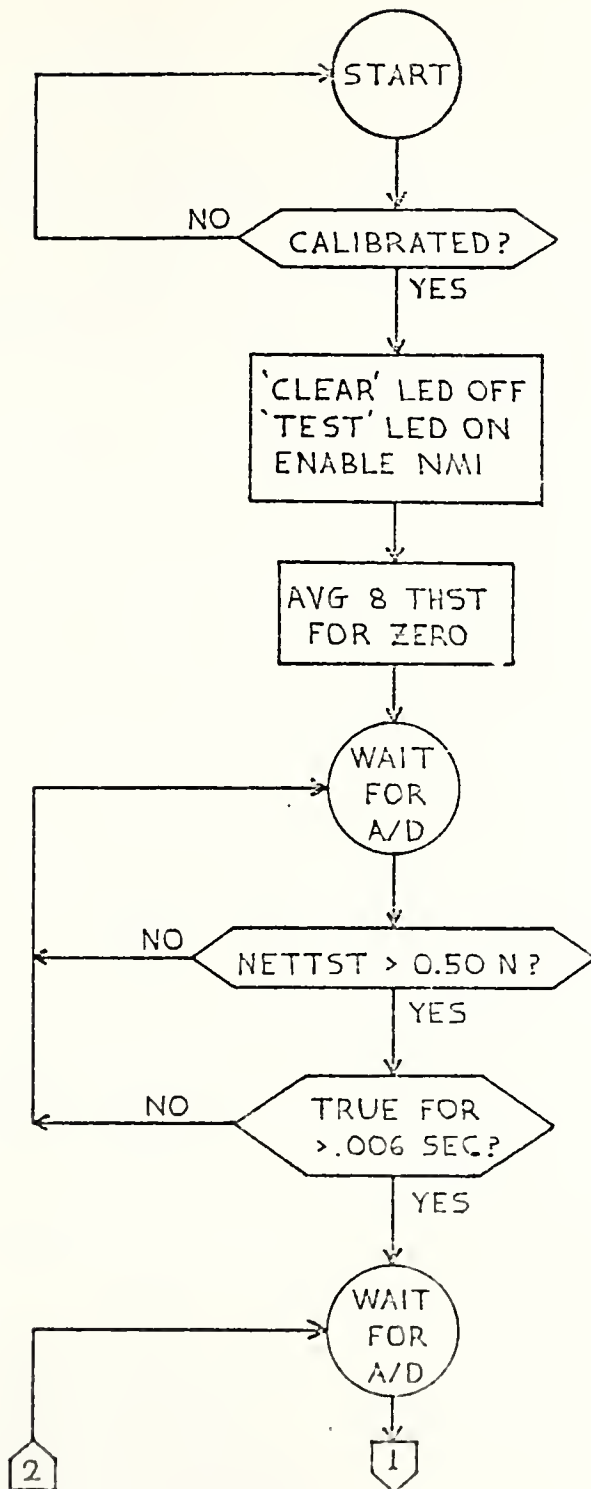 START
NO
CALIBRATED?
YES
'CLEAR' LED OFF
'TEST' LED ON
ENABLE NMI
AVG 8 THST
FOR ZERO
WAIT
FOR
A/D
NO
NETTST > 0.50 N?
YES
NO
TRUE FOR
>.006 SEC?
YES
WAIT
FOR
A/D
2
1